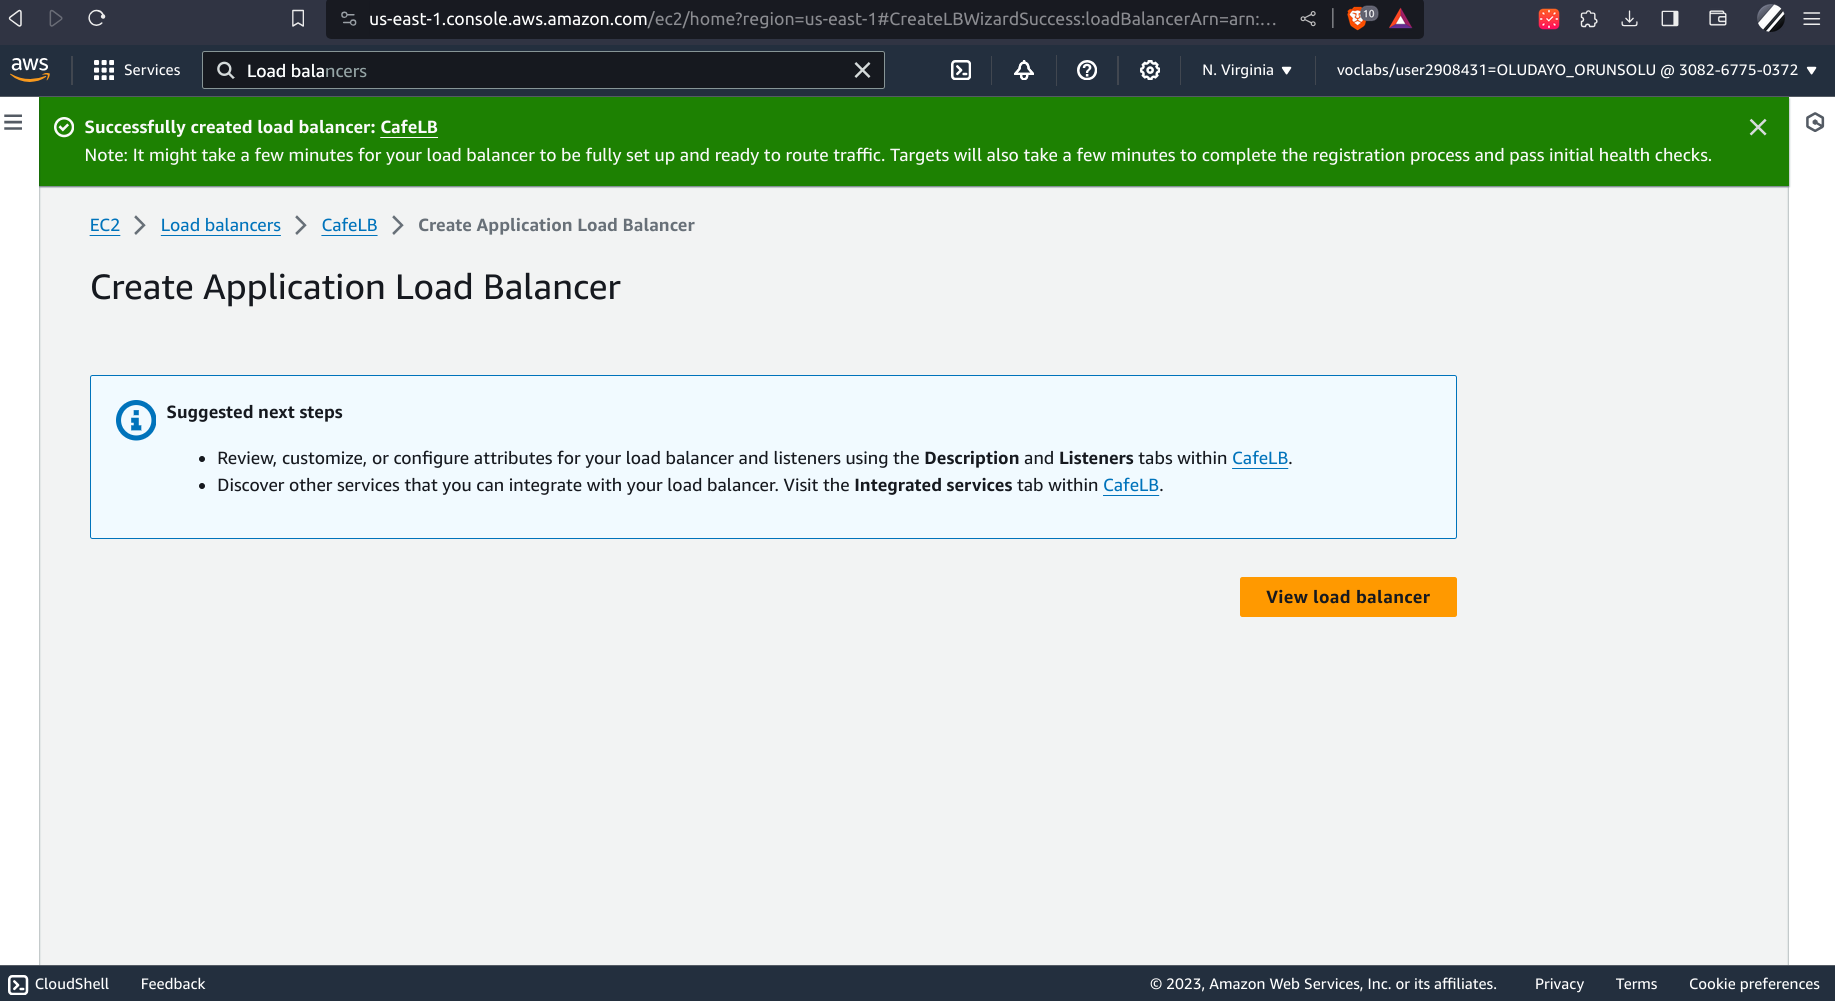 us-east-1.console.aws.amazon.com/ec2/home?region=us-east-1#CreateLBWizardSuccess:loadBalancerArn=arn:... 10
aws Services Load balancers N. Virginia voclabs/user2908431=OLUDAYO_ORUNSOLU @ 3082-6775-0372
Successfully created load balancer: CafeLB
Note: It might take a few minutes for your load balancer to be fully set up and ready to route traffic. Targets will also take a few minutes to complete the registration process and pass initial health checks.
EC2 Load balancers CafeLB Create Application Load Balancer
Create Application Load Balancer
Suggested next steps
Review, customize, or configure attributes for your load balancer and listeners using the Description and Listeners tabs within CafeLB.
Discover other services that you can integrate with your load balancer. Visit the Integrated services tab within CafeLB.
View load balancer
CloudShell Feedback © 2023, Amazon Web Services, Inc. or its affiliates. Privacy Terms Cookie preferences